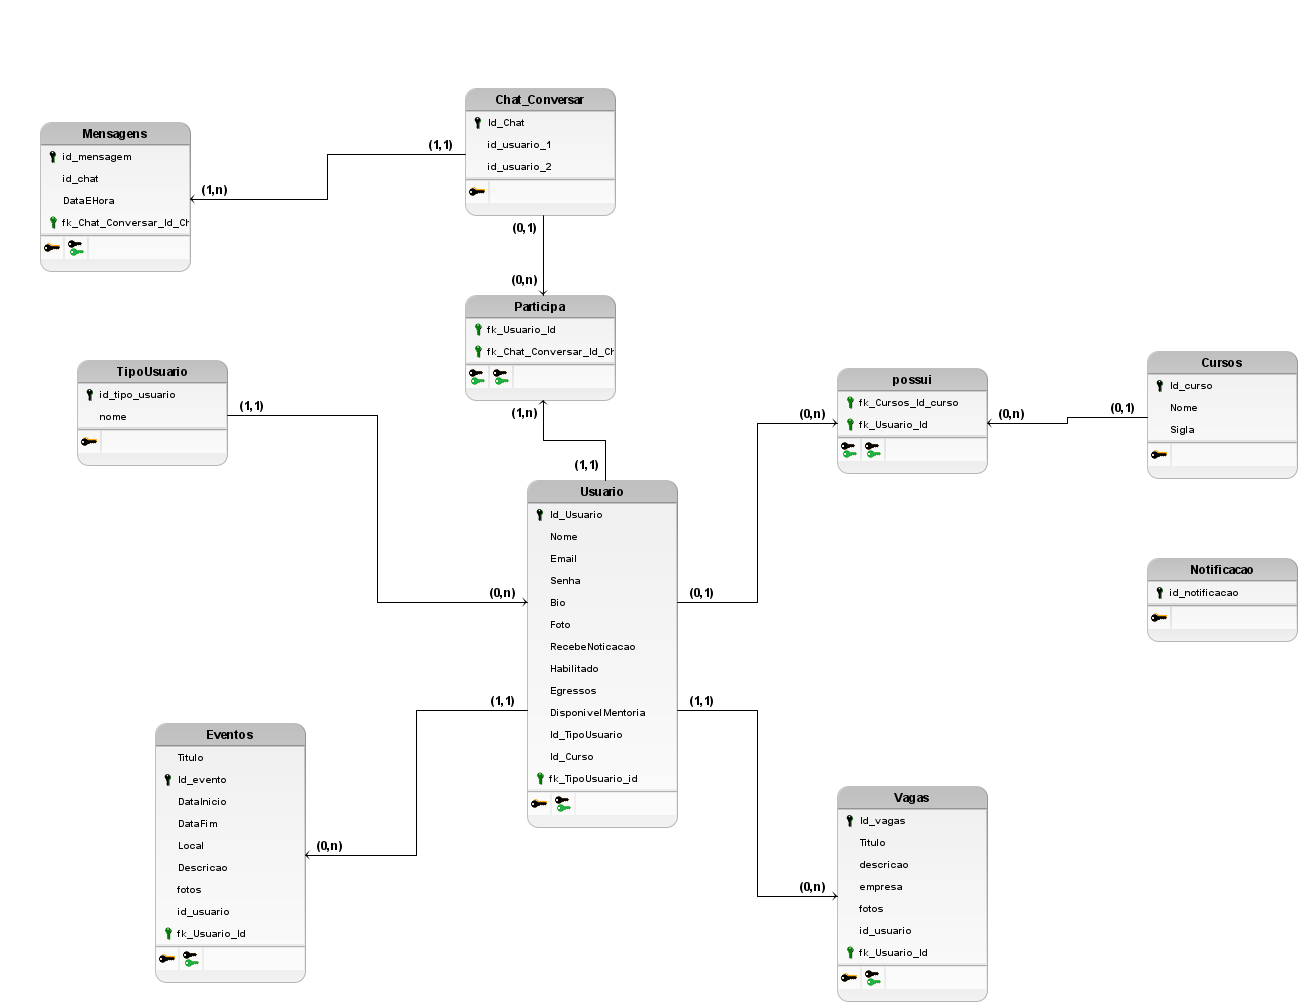 Chat_Conversar
Id_Chat
id_usuario_1
id_usuario_2
Mensagens
id_mensagem
id_chat
DataEHora
fk_Chat_Conversar_Id_Ch
(1,1)
(1,n)
(0,1)
(0,n)
Participa
fk_Usuario_Id
fk_Chat_Conversar_Id_Ch
(1,n)
(1,1)
TipoUsuario
id_tipo_usuario
nome
(1,1)
(0,n)
possui
fk_Cursos_Id_curso
fk_Usuario_Id
(0,n)
(0,n)
(0,1)
Cursos
Id_curso
Nome
Sigla
Usuario
Id_Usuario
Nome
Email
Senha
Bio
Foto
RecebeNoticacao
Habilitado
Egressos
DisponivelMentoria
Id_TipoUsuario
Id_Curso
fk_TipoUsuario_id
(0,1)
(1,1)
(1,1)
Notificacao
id_notificacao
Eventos
Titulo
Id_evento
DataInicio
DataFim
Local
Descricao
fotos
id_usuario
fk_Usuario_Id
(0,n)
(0,n)
Vagas
Id_vagas
Titulo
descricao
empresa
fotos
id_usuario
fk_Usuario_Id